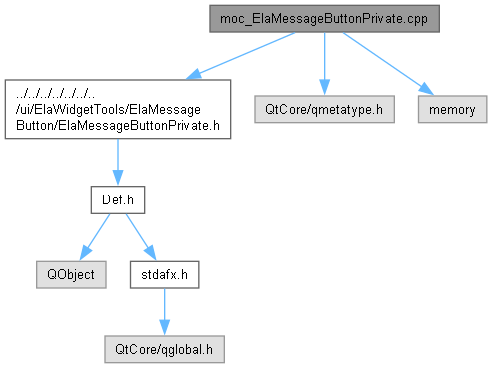 moc_ElaMessageButtonPrivate.cpp
../../../../../../..
/ui/ElaWidgetTools/ElaMessage
Button/ElaMessageButtonPrivate.h
QtCore/qmetatype.h
memory
Def.h
QObject
stdafx.h
QtCore/qglobal.h